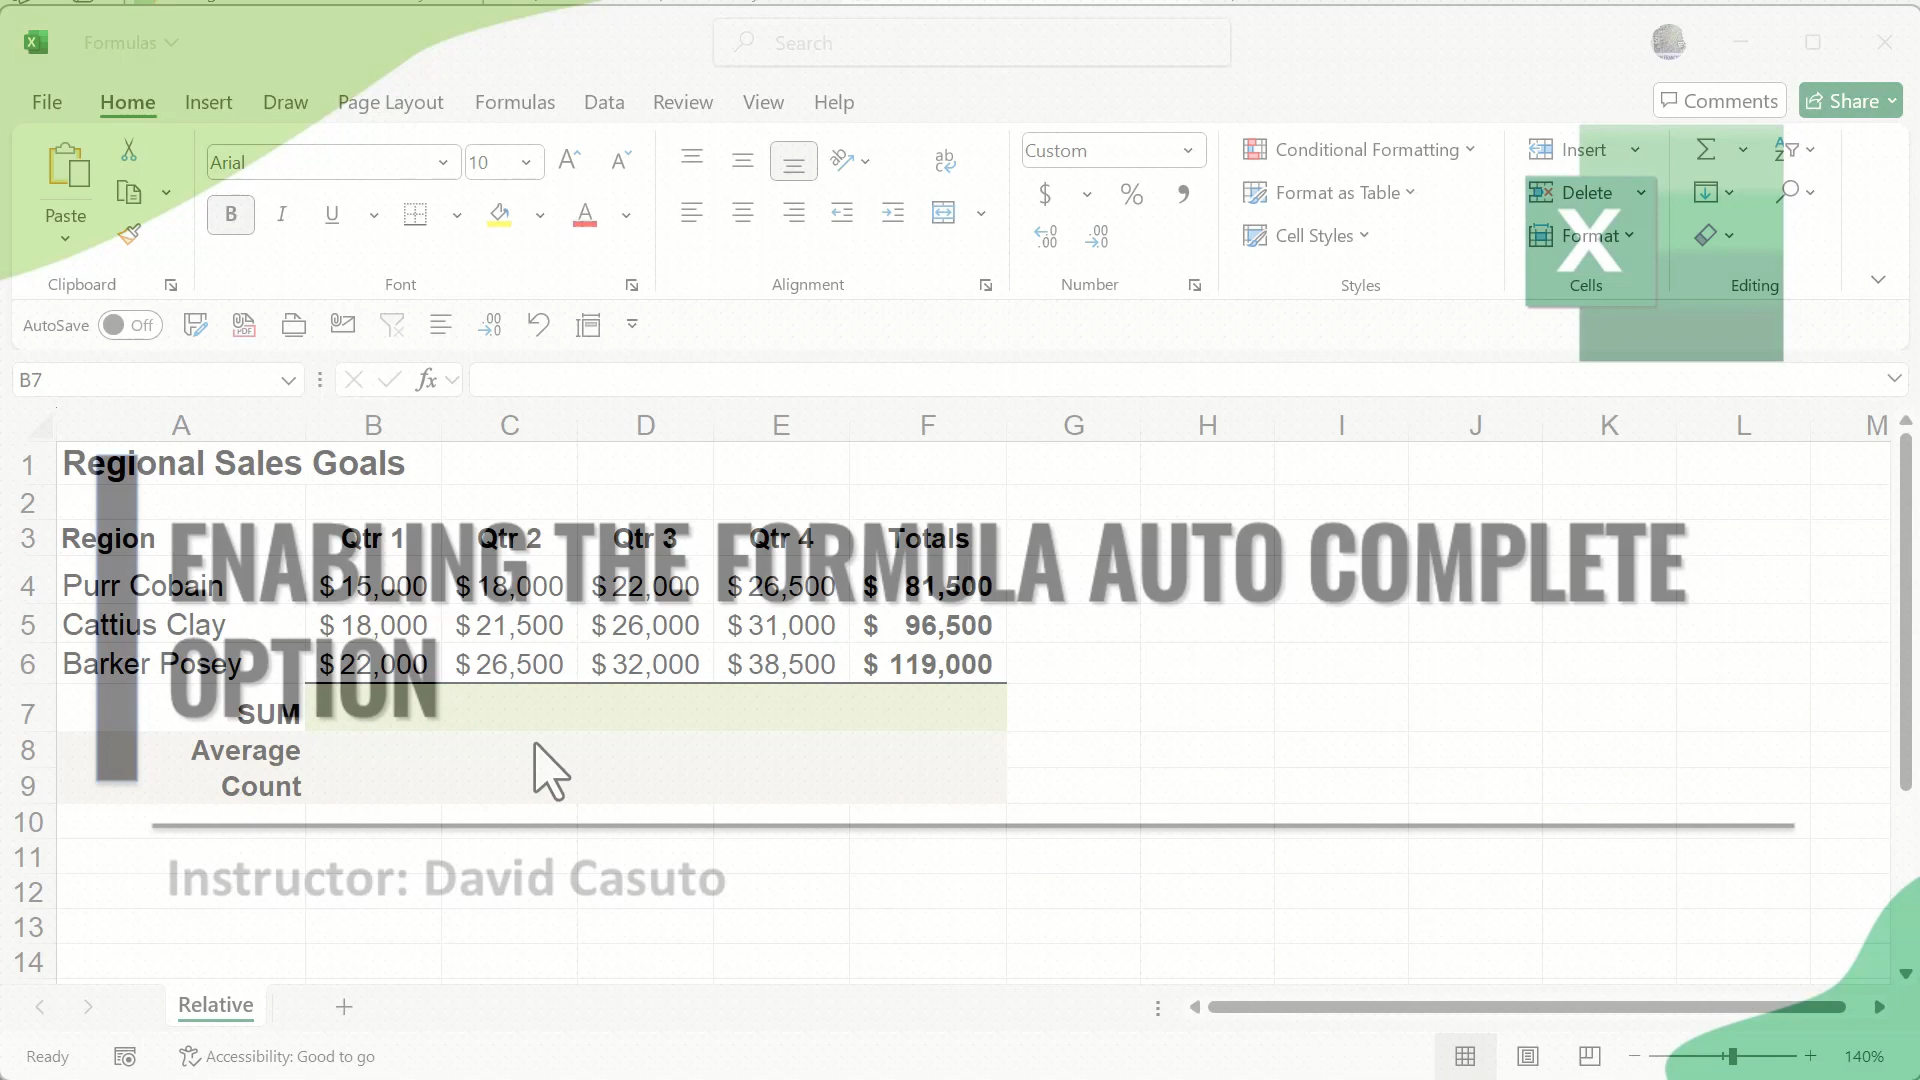 Formulas
Search
File Home Insert Draw Page Layout Formulas Data Review View Help
Comments Share
Paste
Clipboard
Arial 10
B I U
Font
ab
Alignment
Custom
$ % ,
.00 .00
Number
Conditional Formatting
Format as Table
Cell Styles
Styles
Insert
Delete
Format
Cells
Editing
X
AutoSave Off
B7
fx
A B C D E F G H I J K L M
1 Regional Sales Goals
2
3 Region Qtr 1 Qtr 2 Qtr 3 Qtr 4 Totals
4 Purr Cobain $ 15,000 $ 18,000 $ 22,000 $ 26,500 $ 81,500
5 Cattius Clay $ 18,000 $ 21,500 $ 26,000 $ 31,000 $ 96,500
6 Barker Posey $ 22,000 $ 26,500 $ 32,000 $ 38,500 $ 119,000
7 SUM
8 Average
9 Count
10
11
12
13
14
ENABLING THE FORMULA AUTO COMPLETE
OPTION
Instructor: David Casuto
Relative
Ready Accessibility: Good to go 140%